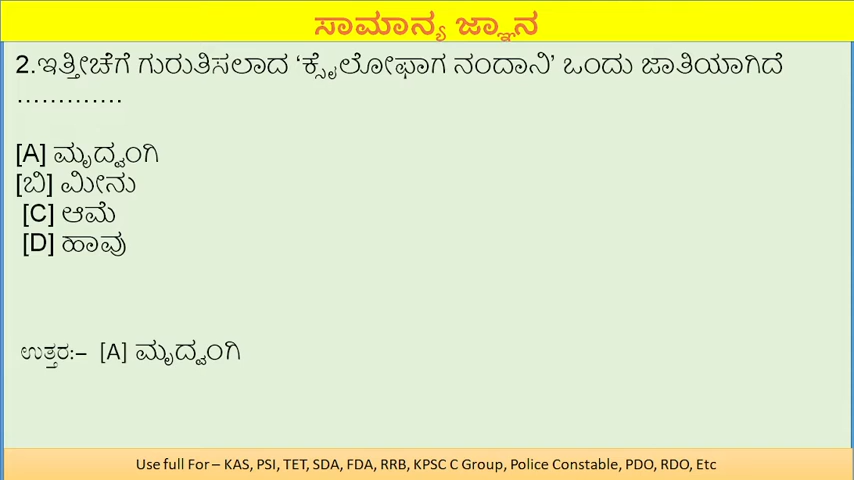 ಸಾಮಾನ್ಯ ಜ್ಞಾನ
2.ಇತ್ತೀಚೆಗೆ ಗುರುತಿಸಲಾದ ‘ಕ್ಸೈಲೋಫಾಗ ನಂದಾನಿ’ ಒಂದು ಜಾತಿಯಾಗಿದೆ
.............
[A] ಮೃದ್ವಂಗಿ
[ಬಿ] ಮೀನು
[C] ಆಮೆ
[D] ಹಾವು
ಉತ್ತರ:– [A] ಮೃದ್ವಂಗಿ
Use full For – KAS, PSI, TET, SDA, FDA, RRB, KPSC C Group, Police Constable, PDO, RDO, Etc